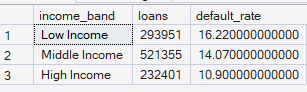 income_band loans default_rate
1 Low Income 293951 16.220000000000
2 Middle Income 521355 14.070000000000
3 High Income 232401 10.900000000000